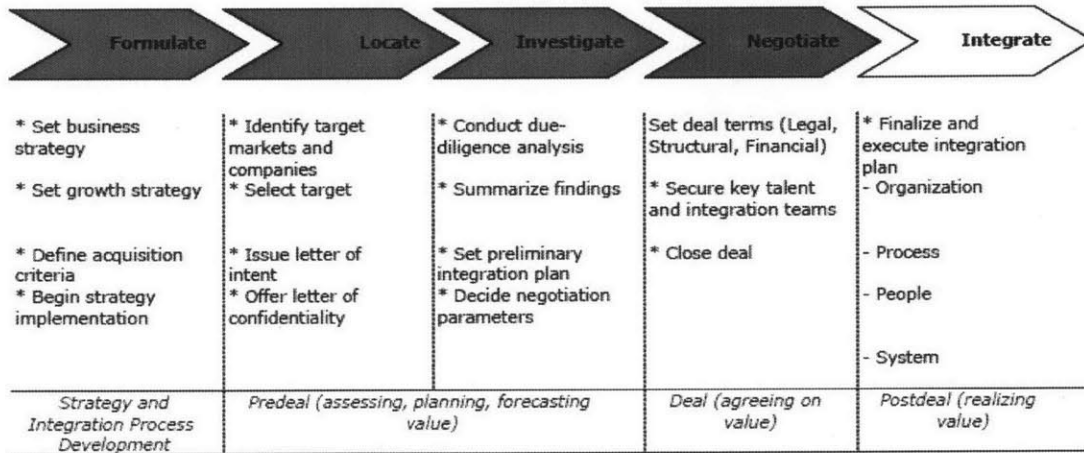 Formulate
Locate
Investigate
Negotiate
Integrate
* Set business
strategy
* Set growth strategy
* Define acquisition
criteria
* Begin strategy
implementation
* Identify target
markets and
companies
* Select target
* Issue letter of
intent
* Offer letter of
confidentiality
* Conduct due-
diligence analysis
* Summarize findings
* Set preliminary
integration plan
* Decide negotiation
parameters
Set deal terms (Legal,
Structural, Financial)
* Secure key talent
and integration teams
* Close deal
* Finalize and
execute integration
plan
- Organization
- Process
- People
- System
Strategy and
Integration Process
Development
Predeal (assessing, planning, forecasting
value)
Deal (agreeing on
value)
Postdeal (realizing
value)